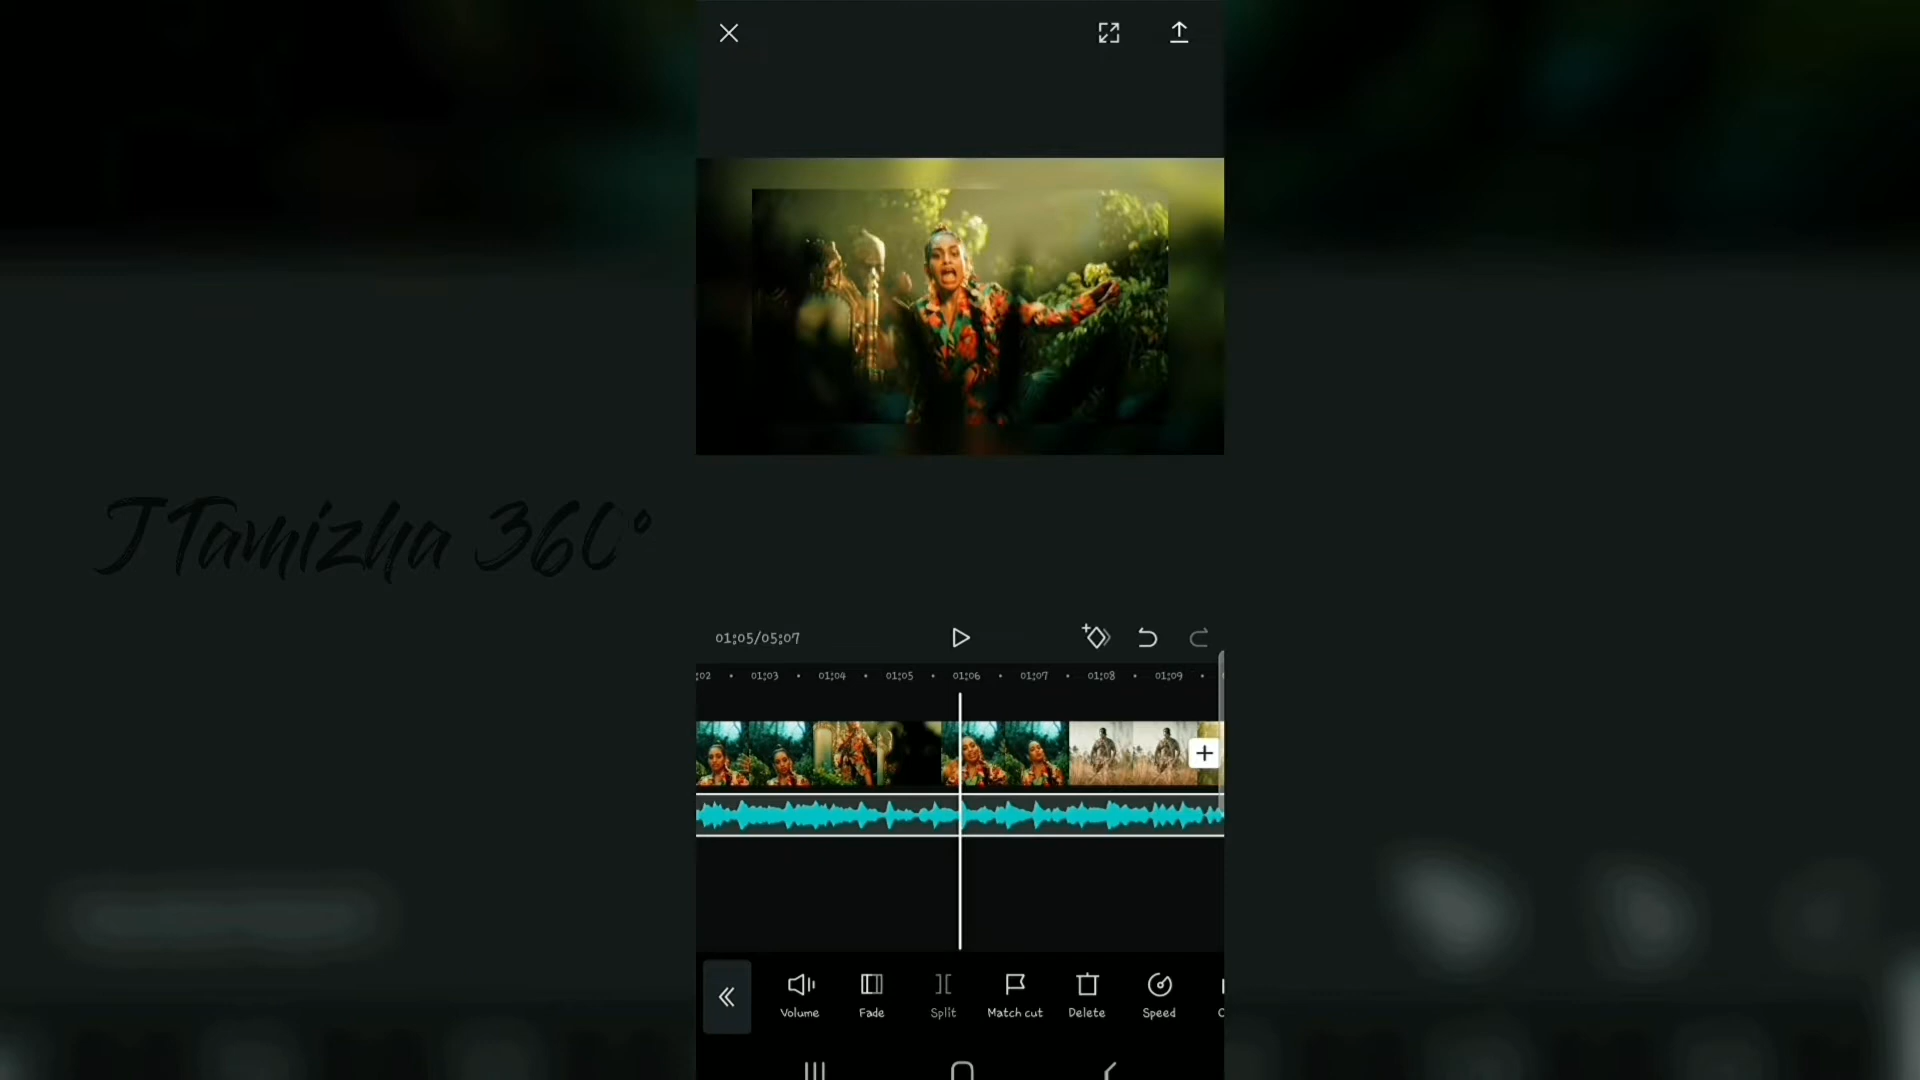 JTamizha 360°
01:05/05:07
:02 01:03 01:04 01:05 01:06 01:07 01:08 01:09
Volume Fade Split Match cut Delete Speed